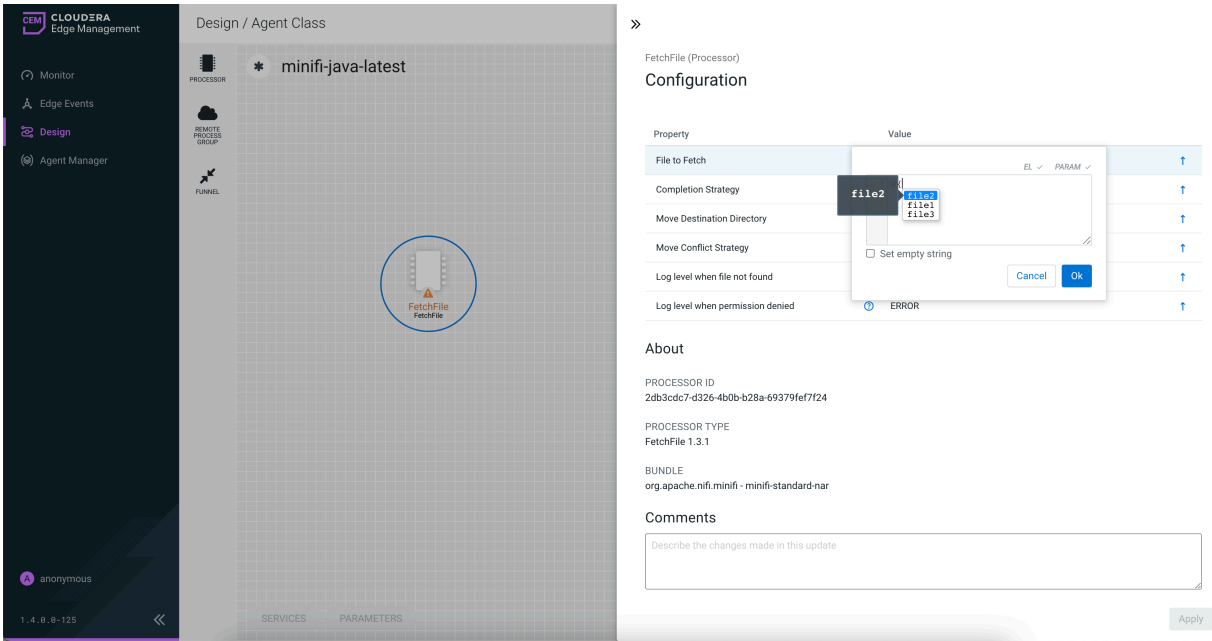 CEM CLOUDERA
Edge Management
Monitor
Edge Events
Design
Agent Manager
A anonymous
1.4.0.0-125
Design / Agent Class
PROCESSOR
REMOTE
PROCESS
GROUP
FUNNEL
minifi-java-latest
FetchFile
FetchFile
SERVICES PARAMETERS
FetchFile (Processor)
Configuration
Property Value
File to Fetch
Completion Strategy
Move Destination Directory
Move Conflict Strategy
Log level when file not found
Log level when permission denied ERROR
EL PARAM
file2
file2
file1
file3
Set empty string
Cancel Ok
About
PROCESSOR ID
2db3cdc7-d326-4b0b-b28a-69379fef7f24
PROCESSOR TYPE
FetchFile 1.3.1
BUNDLE
org.apache.nifi.minifi - minifi-standard-nar
Comments
Describe the changes made in this update
Apply